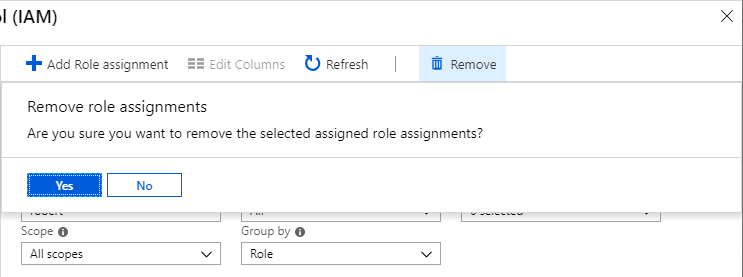 ol (IAM)
Add Role assignment Edit Columns Refresh Remove
Remove role assignments
Are you sure you want to remove the selected assigned role assignments?
Yes No
Scope Group by
All scopes Role